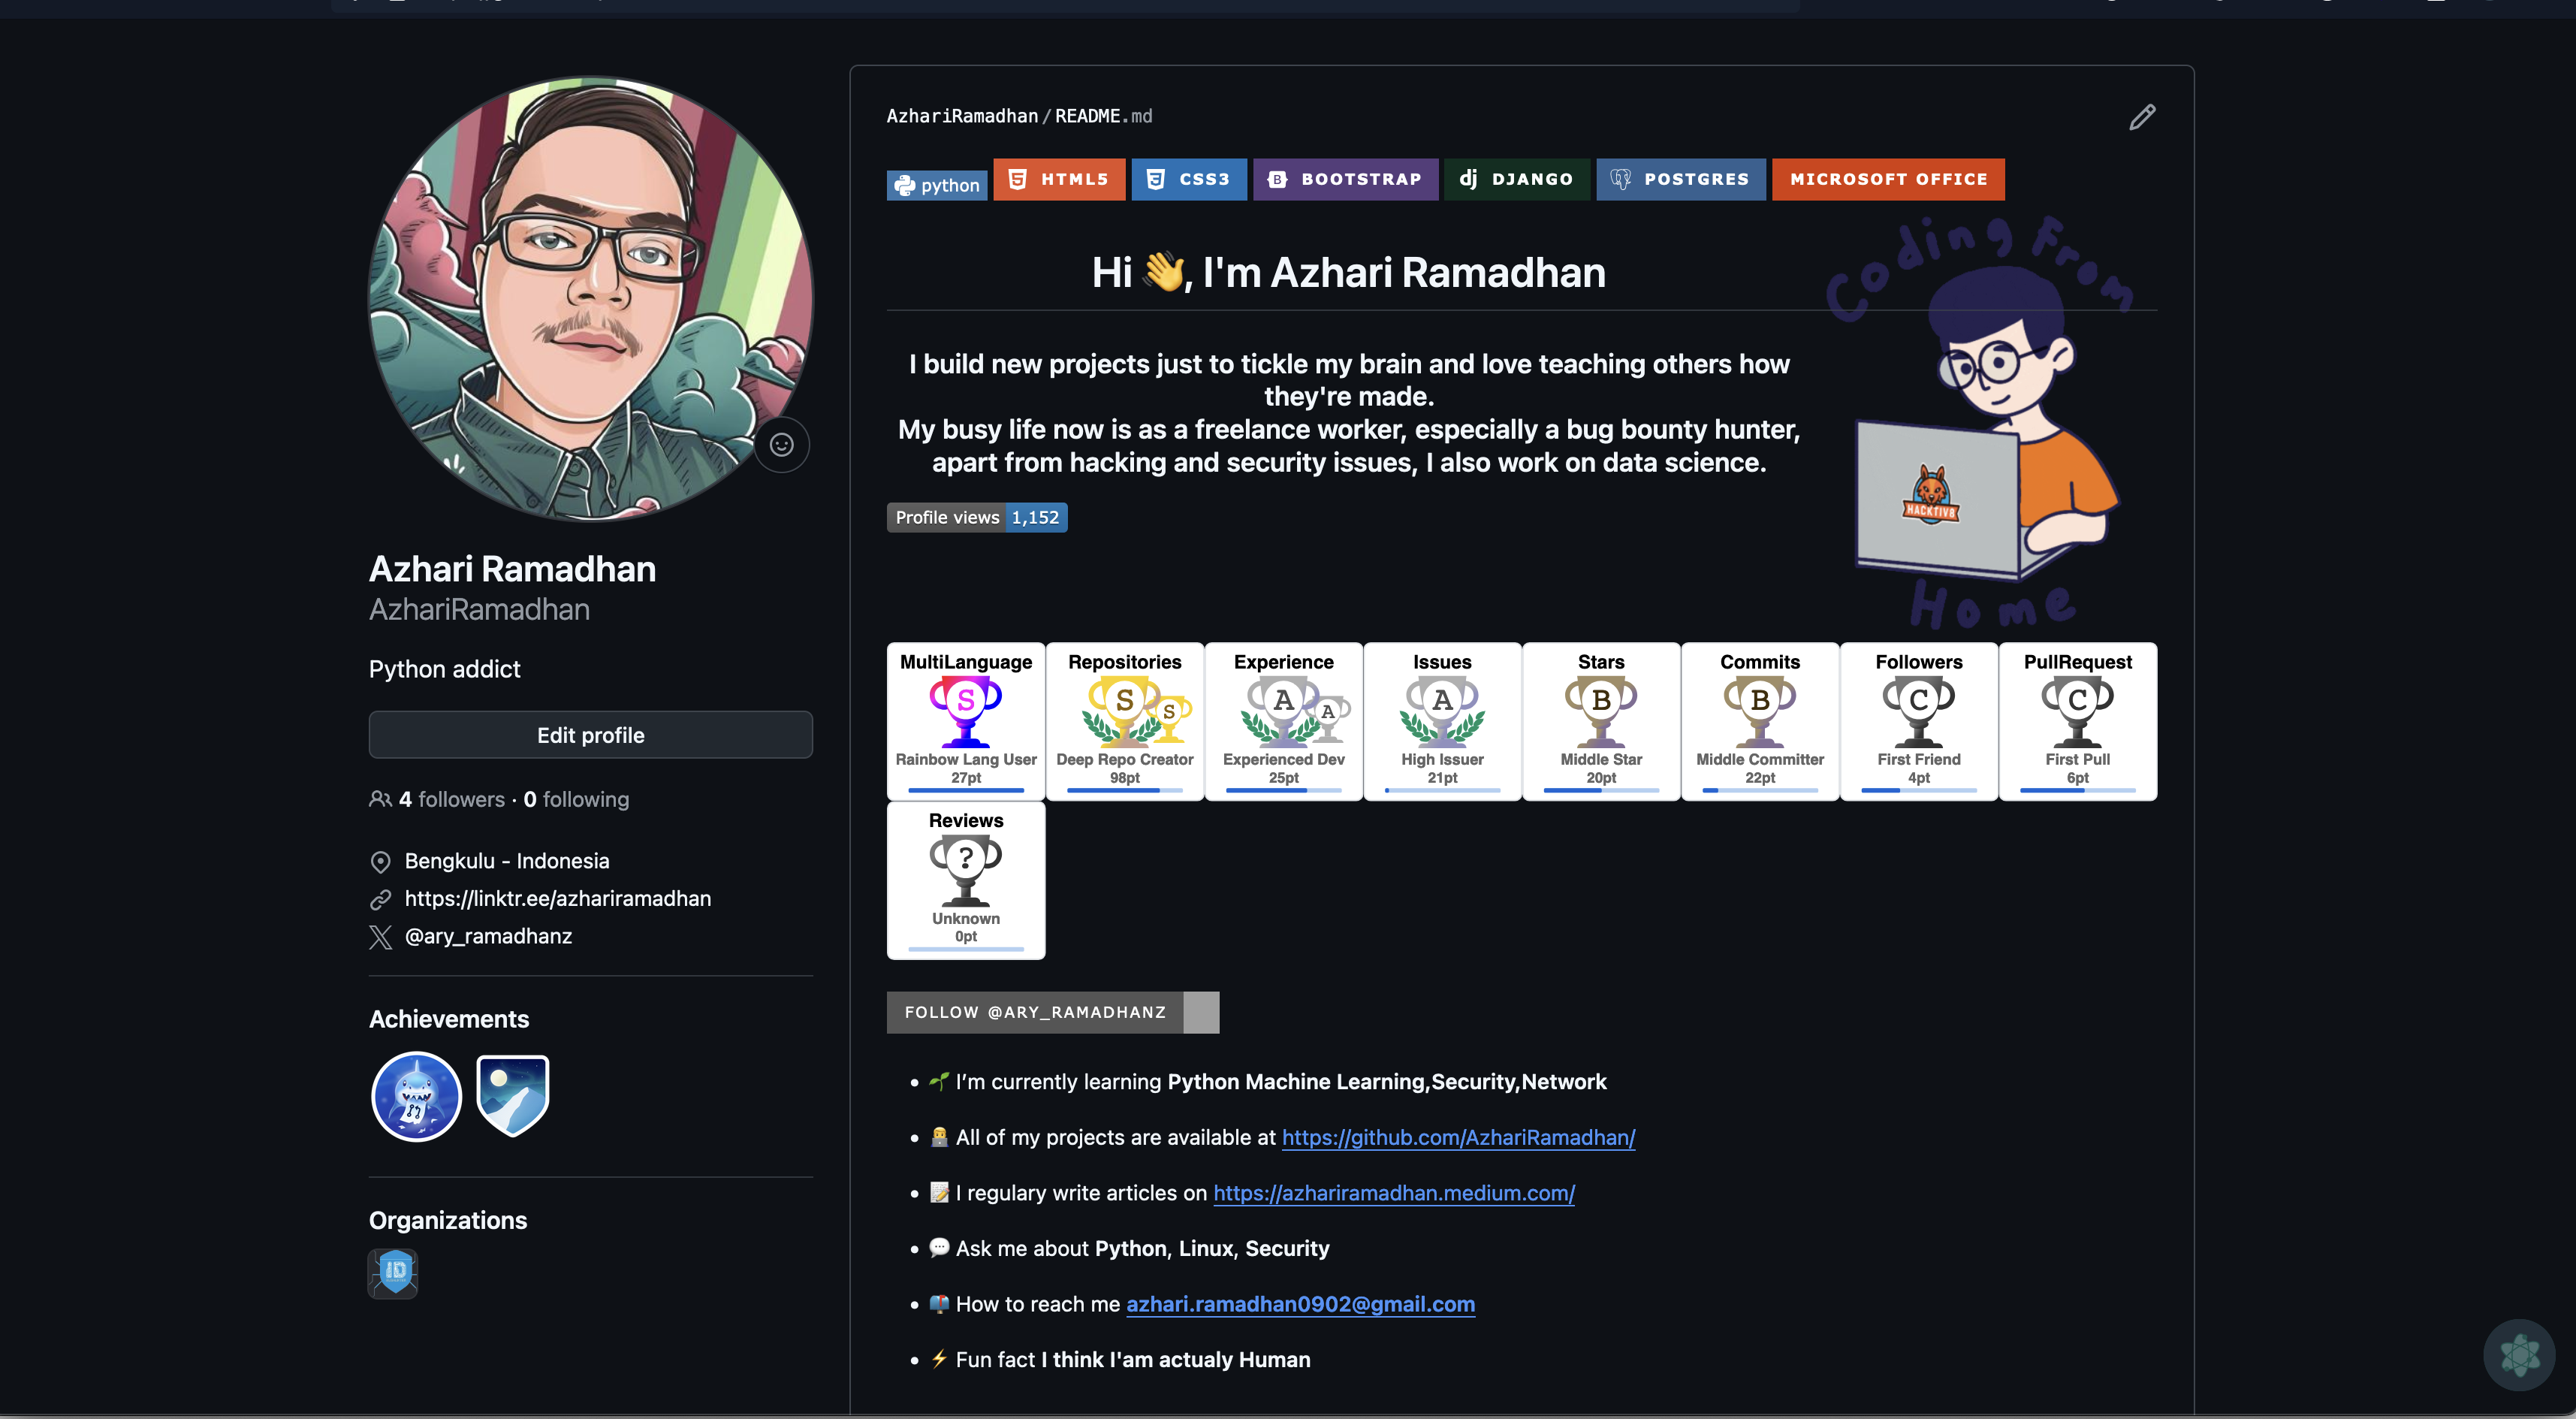 Azhari Ramadhan
AzhariRamadhan
Python addict
Edit profile
4 followers · 0 following
Bengkulu - Indonesia
https://linktr.ee/azhariramadhan
@ary_ramadhanz
Achievements
Organizations
ID
AzhariRamadhan/README.md
python HTML5 CSS3 BOOTSTRAP dj DJANGO POSTGRES MICROSOFT OFFICE
Hi 👋, I'm Azhari Ramadhan
I build new projects just to tickle my brain and love teaching others how
they're made.
My busy life now is as a freelance worker, especially a bug bounty hunter,
apart from hacking and security issues, I also work on data science.
Profile views 1,152
Coding From
HACKTIV8
Home
MultiLanguage Repositories Experience Issues Stars Commits Followers PullRequest
S S S A A A B B C C
Rainbow Lang User Deep Repo Creator Experienced Dev High Issuer Middle Star Middle Committer First Friend First Pull
27pt 98pt 25pt 21pt 20pt 22pt 4pt 6pt
Reviews
?
Unknown
0pt
FOLLOW @ARY_RAMADHANZ
🌱 I’m currently learning Python Machine Learning,Security,Network
👨‍💻 All of my projects are available at https://github.com/AzhariRamadhan/
📝 I regulary write articles on https://azhariramadhan.medium.com/
💬 Ask me about Python, Linux, Security
📫 How to reach me azhari.ramadhan0902@gmail.com
⚡ Fun fact I think I'am actualy Human